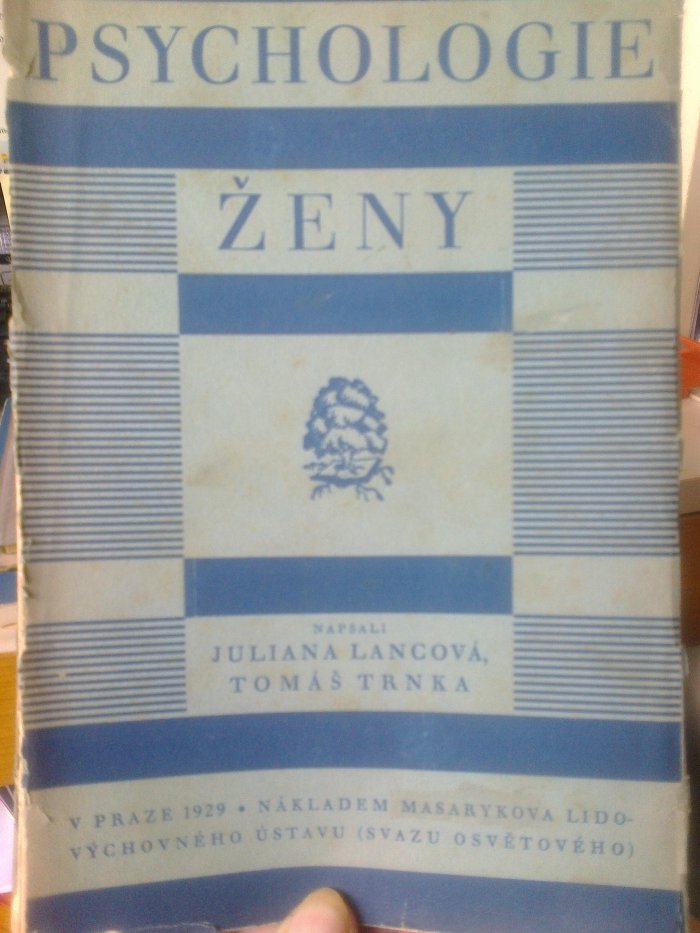 PSYCHOLOGIE
ŽENY
NAPSALI
JULIANA LANCOVÁ,
TOMÁŠ TRNKA
V PRAZE 1929 • NÁKLADEM MASARYKOVA LIDO-
VÝCHOVNÉHO ÚSTAVU (SVAZU OSVĚTOVÉHO)